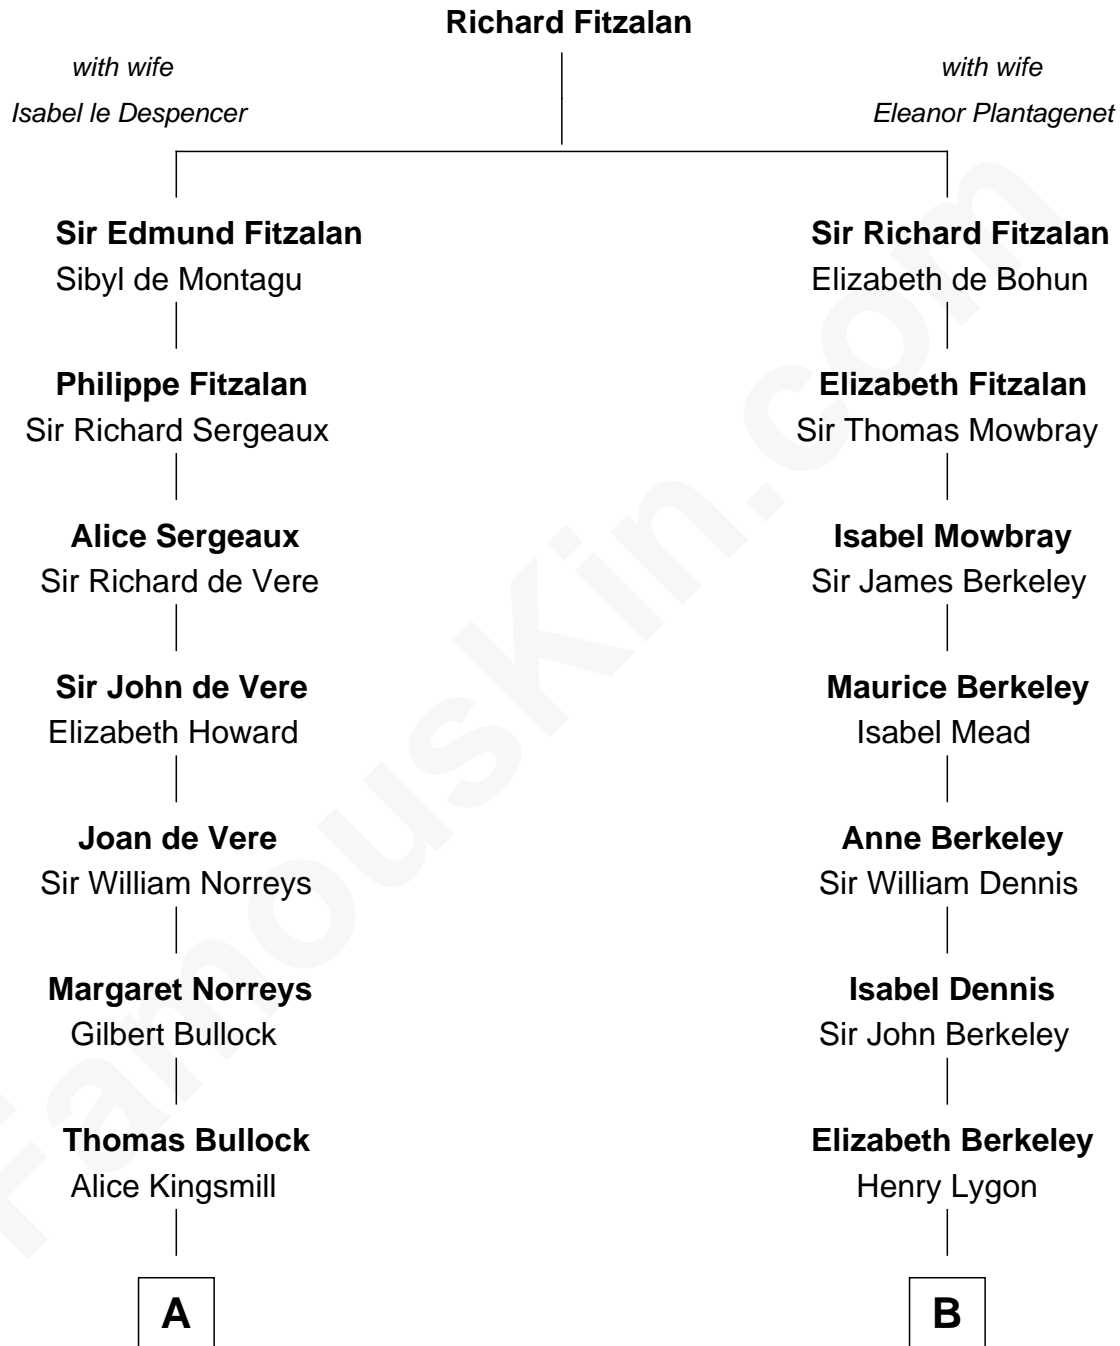 Richard Fitzalan
with wife
Isabel le Despencer
with wife
Eleanor Plantagenet
Sir Edmund Fitzalan
Sibyl de Montagu
Sir Richard Fitzalan
Elizabeth de Bohun
Philippe Fitzalan
Sir Richard Sergeaux
Elizabeth Fitzalan
Sir Thomas Mowbray
Alice Sergeaux
Sir Richard de Vere
Isabel Mowbray
Sir James Berkeley
Sir John de Vere
Elizabeth Howard
Maurice Berkeley
Isabel Mead
Joan de Vere
Sir William Norreys
Anne Berkeley
Sir William Dennis
Margaret Norreys
Gilbert Bullock
Isabel Dennis
Sir John Berkeley
Thomas Bullock
Alice Kingsmill
Elizabeth Berkeley
Henry Lygon
A
B
FamousKin.com